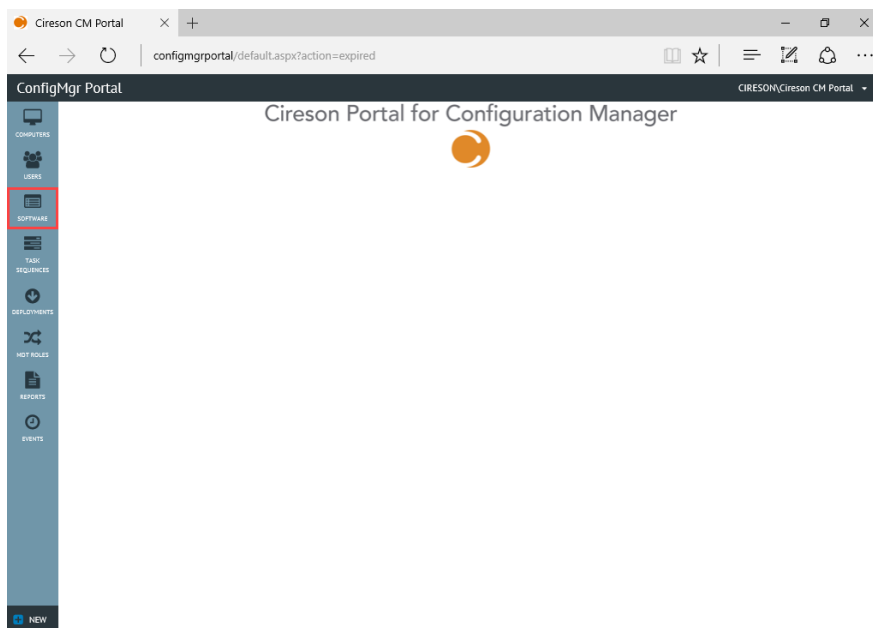 Cireson CM Portal
configmgrportal/default.aspx?action=expired
ConfigMgr Portal
CIRESON\Cireson CM Portal
Cireson Portal for Configuration Manager
COMPUTERS
USERS
SOFTWARE
TASK
SEQUENCES
DEPLOYMENTS
MDT ROLES
REPORTS
EVENTS
NEW